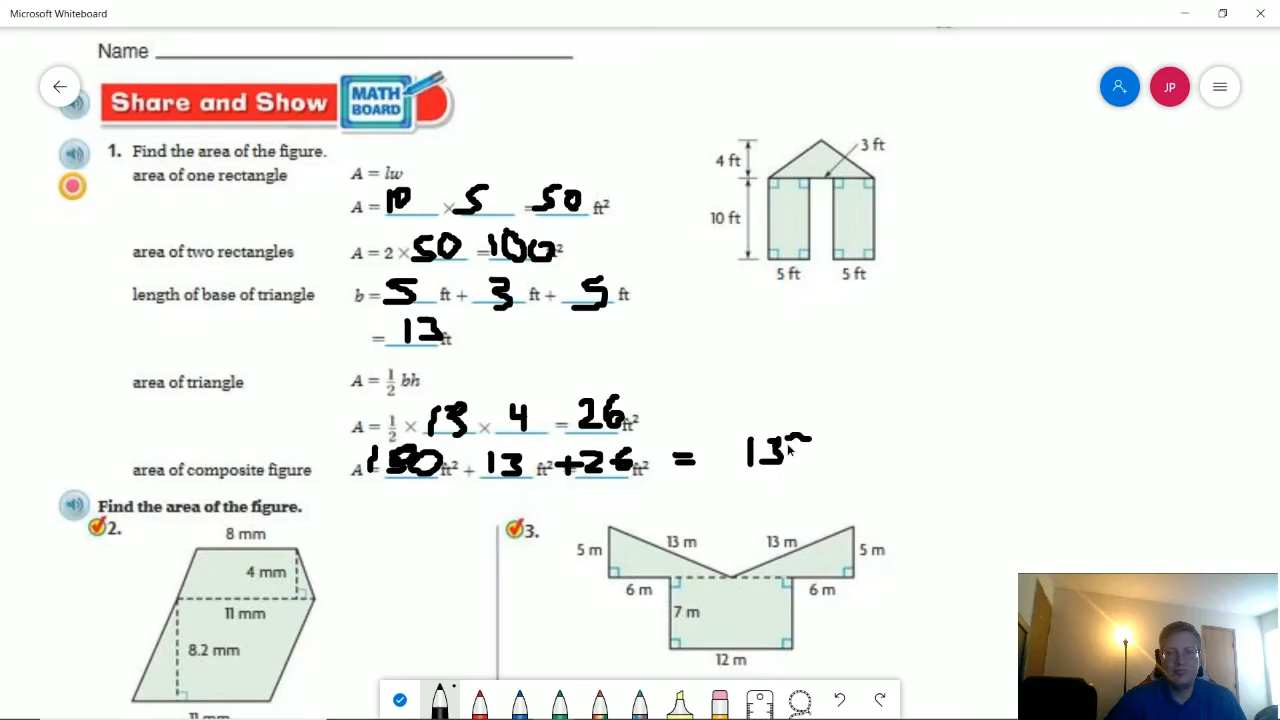 Microsoft Whiteboard
Name
Share and Show
MATH BOARD
JP
1. Find the area of the figure.
area of one rectangle
A = lw
A = 10 × 5 = 50 ft²
area of two rectangles
A = 2 × 50 = 100
length of base of triangle
b = 5 ft + 3 ft + 5 ft
= 13 ft
area of triangle
A = 1/2 bh
A = 1/2 × 13 × 4 = 26 ft²
area of composite figure
A ft² + 13 ft² + 26 ft² = 13
4 ft
3 ft
10 ft
5 ft
5 ft
Find the area of the figure.
2.
8 mm
4 mm
11 mm
8.2 mm
11 mm
3.
5 m
13 m
13 m
5 m
6 m
6 m
7 m
12 m